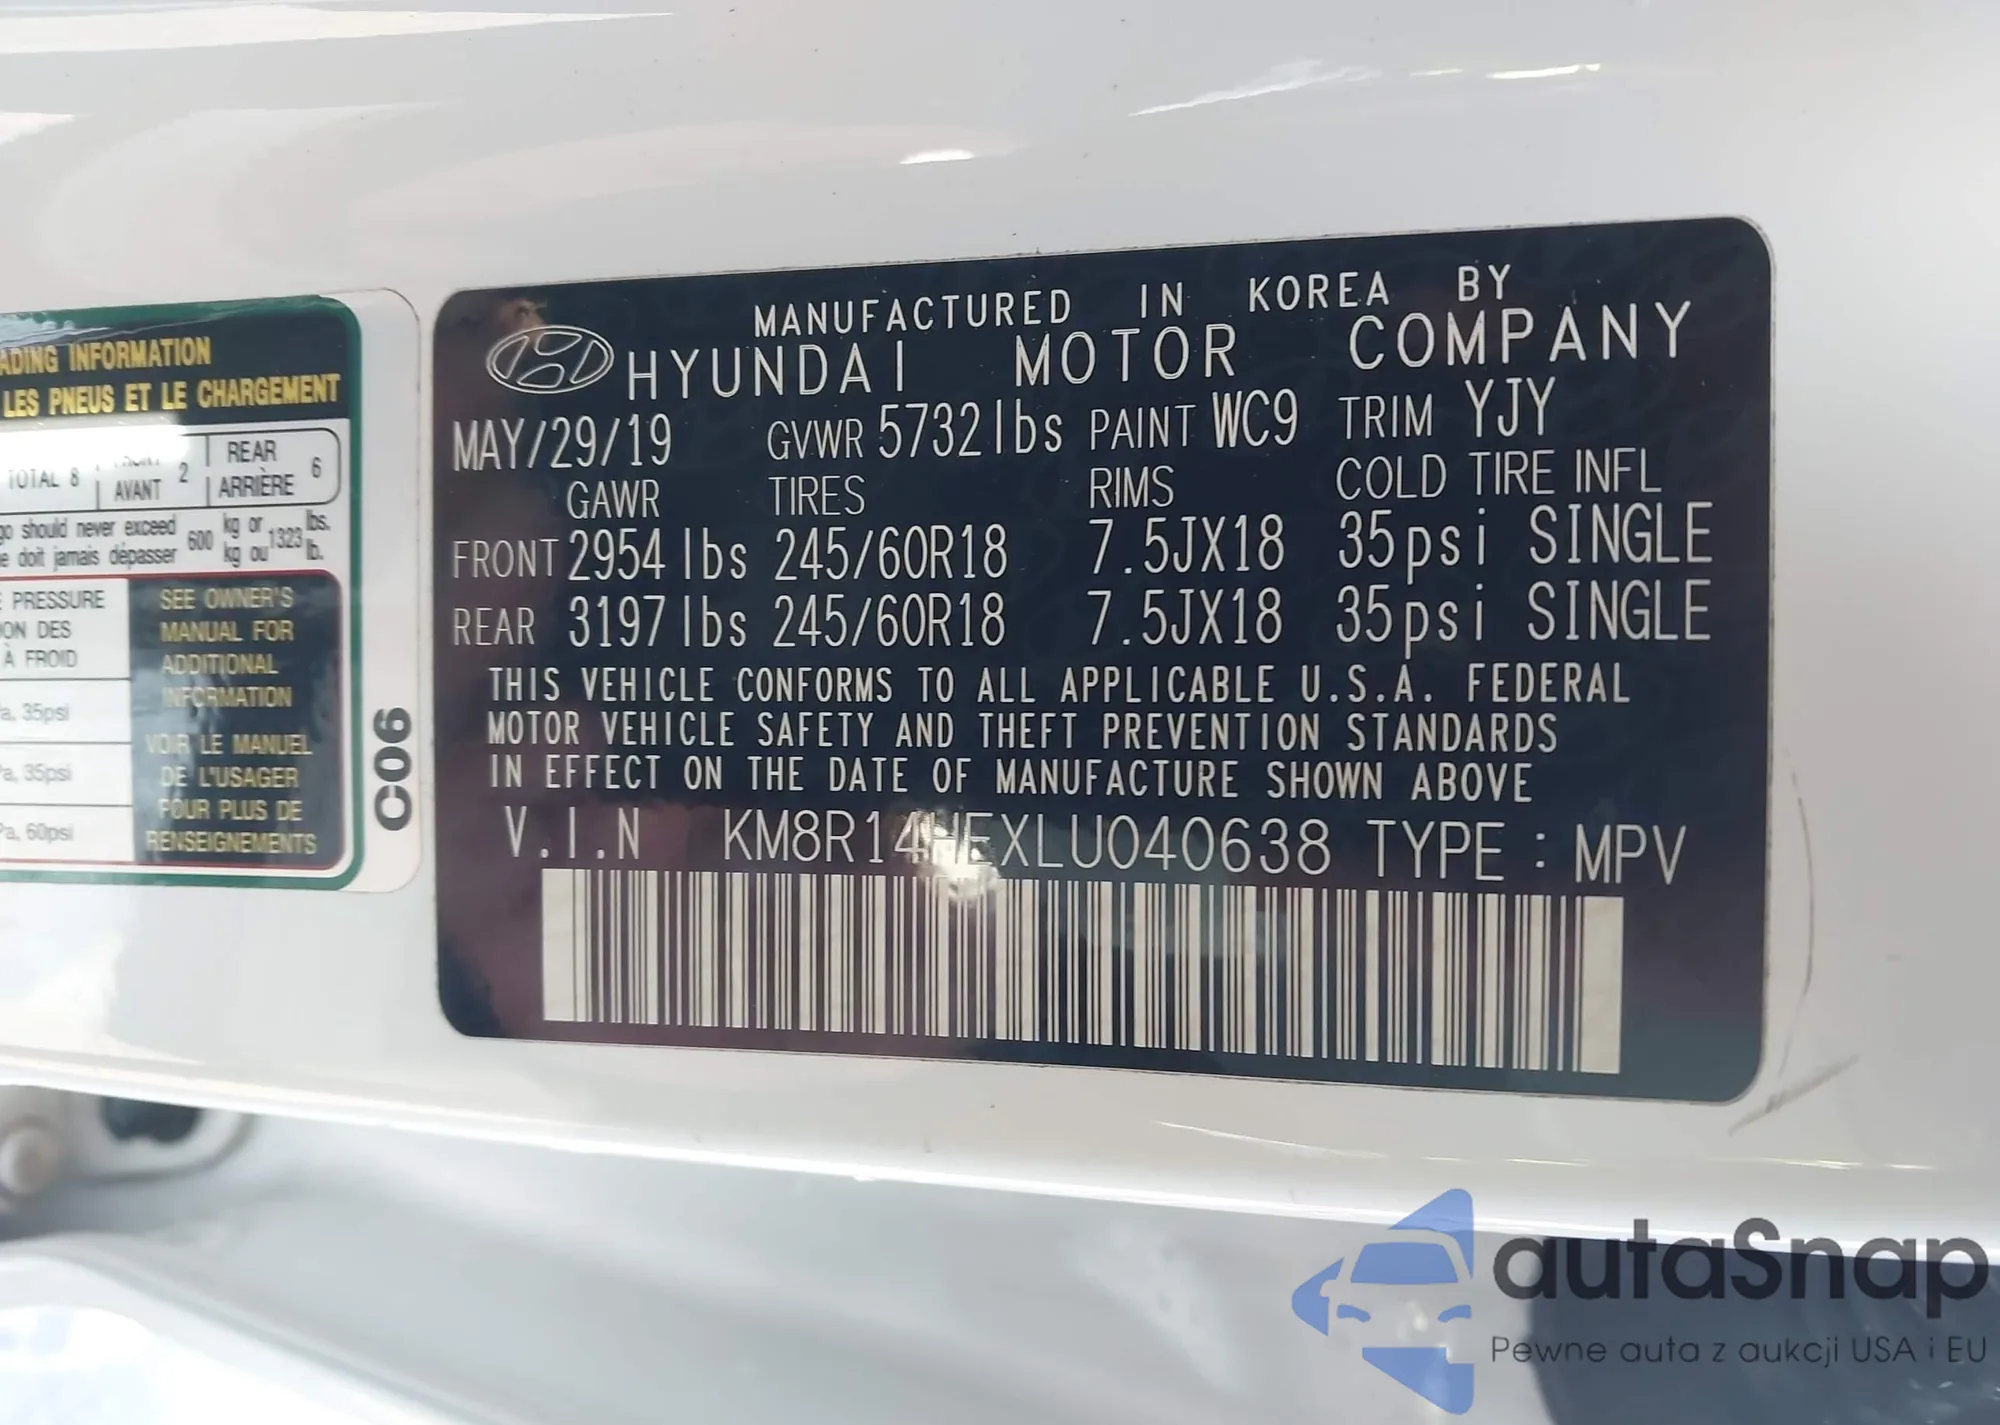 ADING INFORMATION
LES PNEUS ET LE CHARGEMENT
TOTAL 8 AVANT 2 REAR ARRIÈRE 6
go should never exceed 600 kg or 1323 lbs.
e doit jamais dépasser kg ou lb.
E PRESSURE
ON DES
À FROID
a, 35psi
Pa, 35psi
Pa, 60psi
SEE OWNER'S
MANUAL FOR
ADDITIONAL
INFORMATION
VOIR LE MANUEL
DE L'USAGER
POUR PLUS DE
RENSEIGNEMENTS
C06
MANUFACTURED IN KOREA BY
HYUNDAI MOTOR COMPANY
MAY/29/19 GVWR 5732lbs PAINT WC9 TRIM YJY
GAWR TIRES RIMS COLD TIRE INFL
FRONT 2954 lbs 245/60R18 7.5JX18 35psi SINGLE
REAR 3197 lbs 245/60R18 7.5JX18 35psi SINGLE
THIS VEHICLE CONFORMS TO ALL APPLICABLE U.S.A. FEDERAL
MOTOR VEHICLE SAFETY AND THEFT PREVENTION STANDARDS
IN EFFECT ON THE DATE OF MANUFACTURE SHOWN ABOVE
V.I.N KM8R14HEXLU040638 TYPE : MPV
autaSnap
Pewne auta z aukcji USA i EU